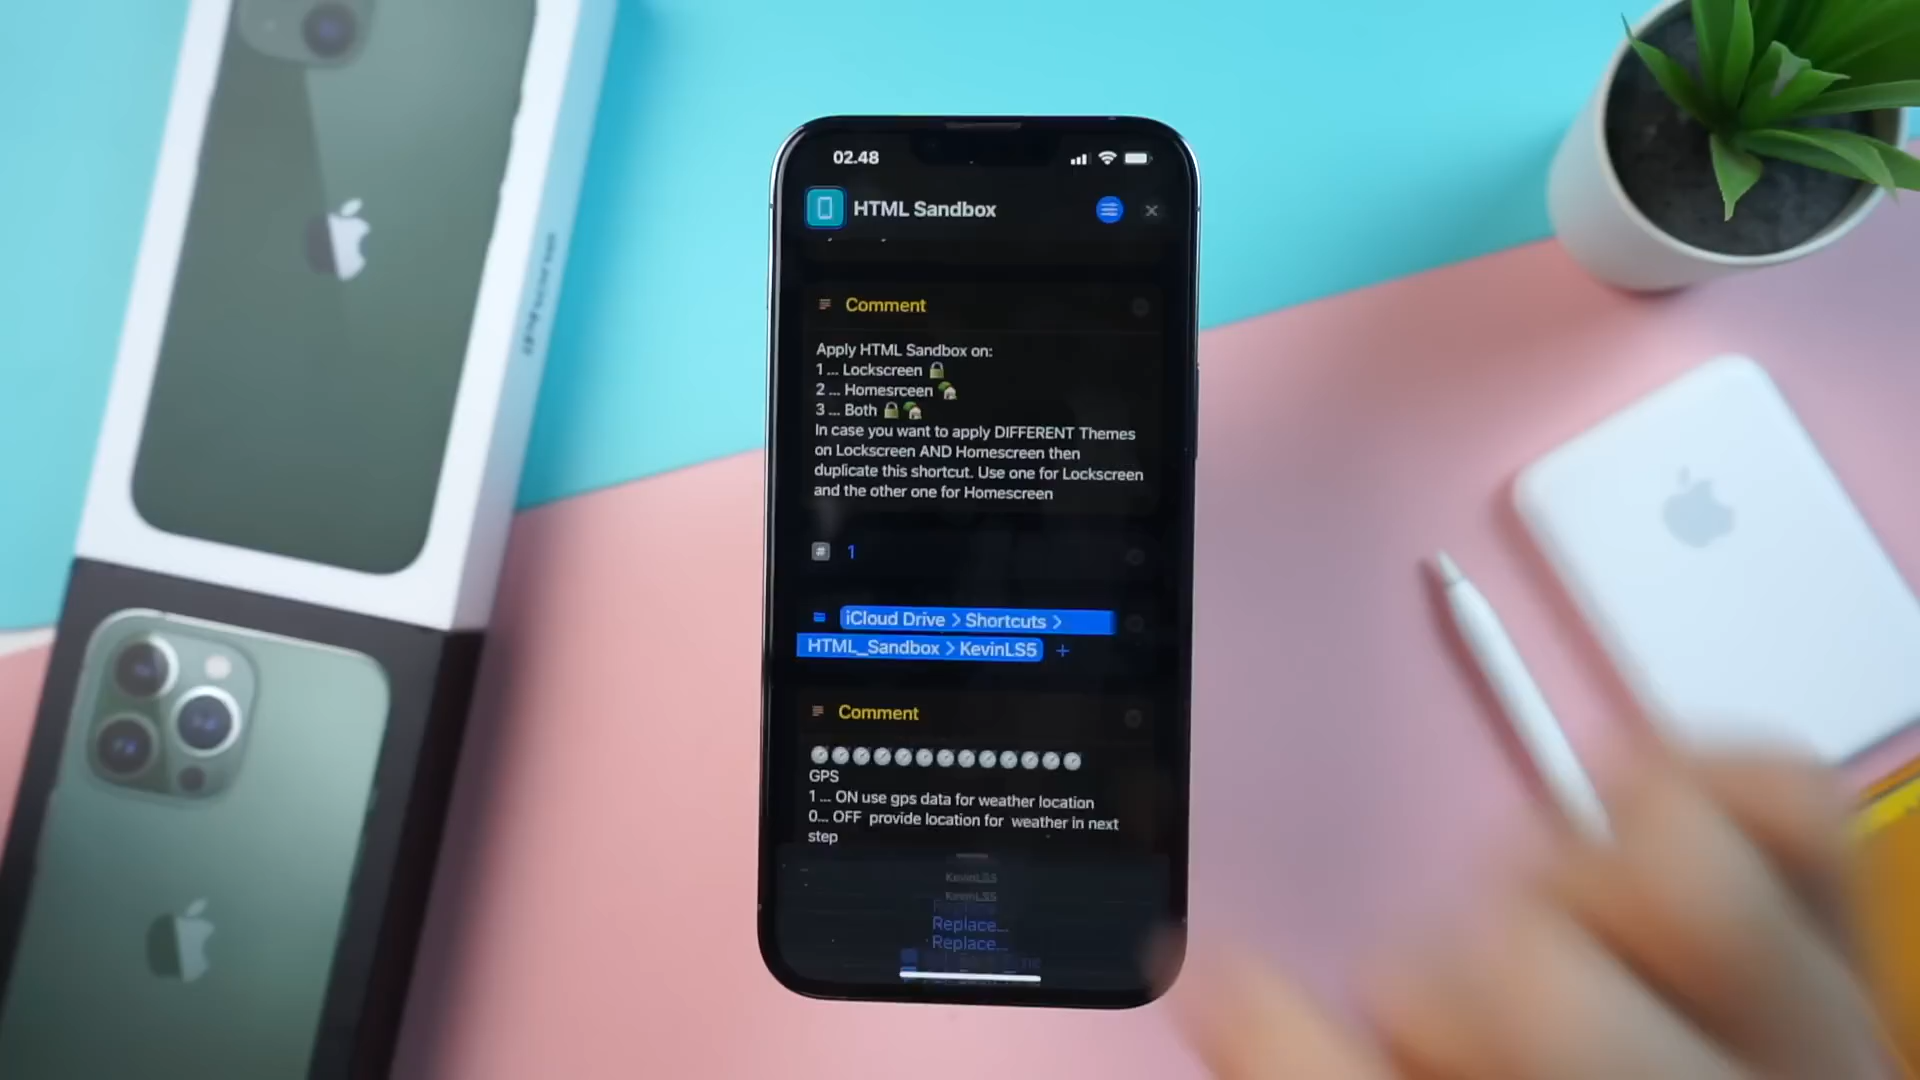 02.48
HTML Sandbox
Comment
Apply HTML Sandbox on:
1 ... Lockscreen 🔒
2 ... Homesrceen 🏡
3 ... Both 🔒🏡
In case you want to apply DIFFERENT Themes
on Lockscreen AND Homescreen then
duplicate this shortcut. Use one for Lockscreen
and the other one for Homescreen
# 1
iCloud Drive > Shortcuts >
HTML_Sandbox > KevinLS5 +
Comment
GPS
1 ... ON use gps data for weather location
0... OFF provide location for weather in next
step
KevinLS5
KevinLS5
Replace...
Replace...